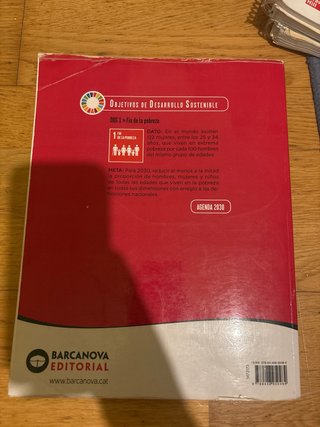 OBJETIVOS DE DESARROLLO SOSTENIBLE
ODS 1 > Fin de la pobreza
1 FIN DE LA POBREZA
DATO: En el mundo existen
122 mujeres, entre los 25 y 34
años, que viven en extrema
pobreza por cada 100 hombres
del mismo grupo de edades
META: Para 2030, reducir al menos a la mitad
la proporción de hombres, mujeres y niños
de todas las edades que viven en la pobreza
en todas sus dimensiones con arreglo a las de-
finiciones nacionales.
AGENDA 2030
BARCANOVA
EDITORIAL
www.barcanova.cat